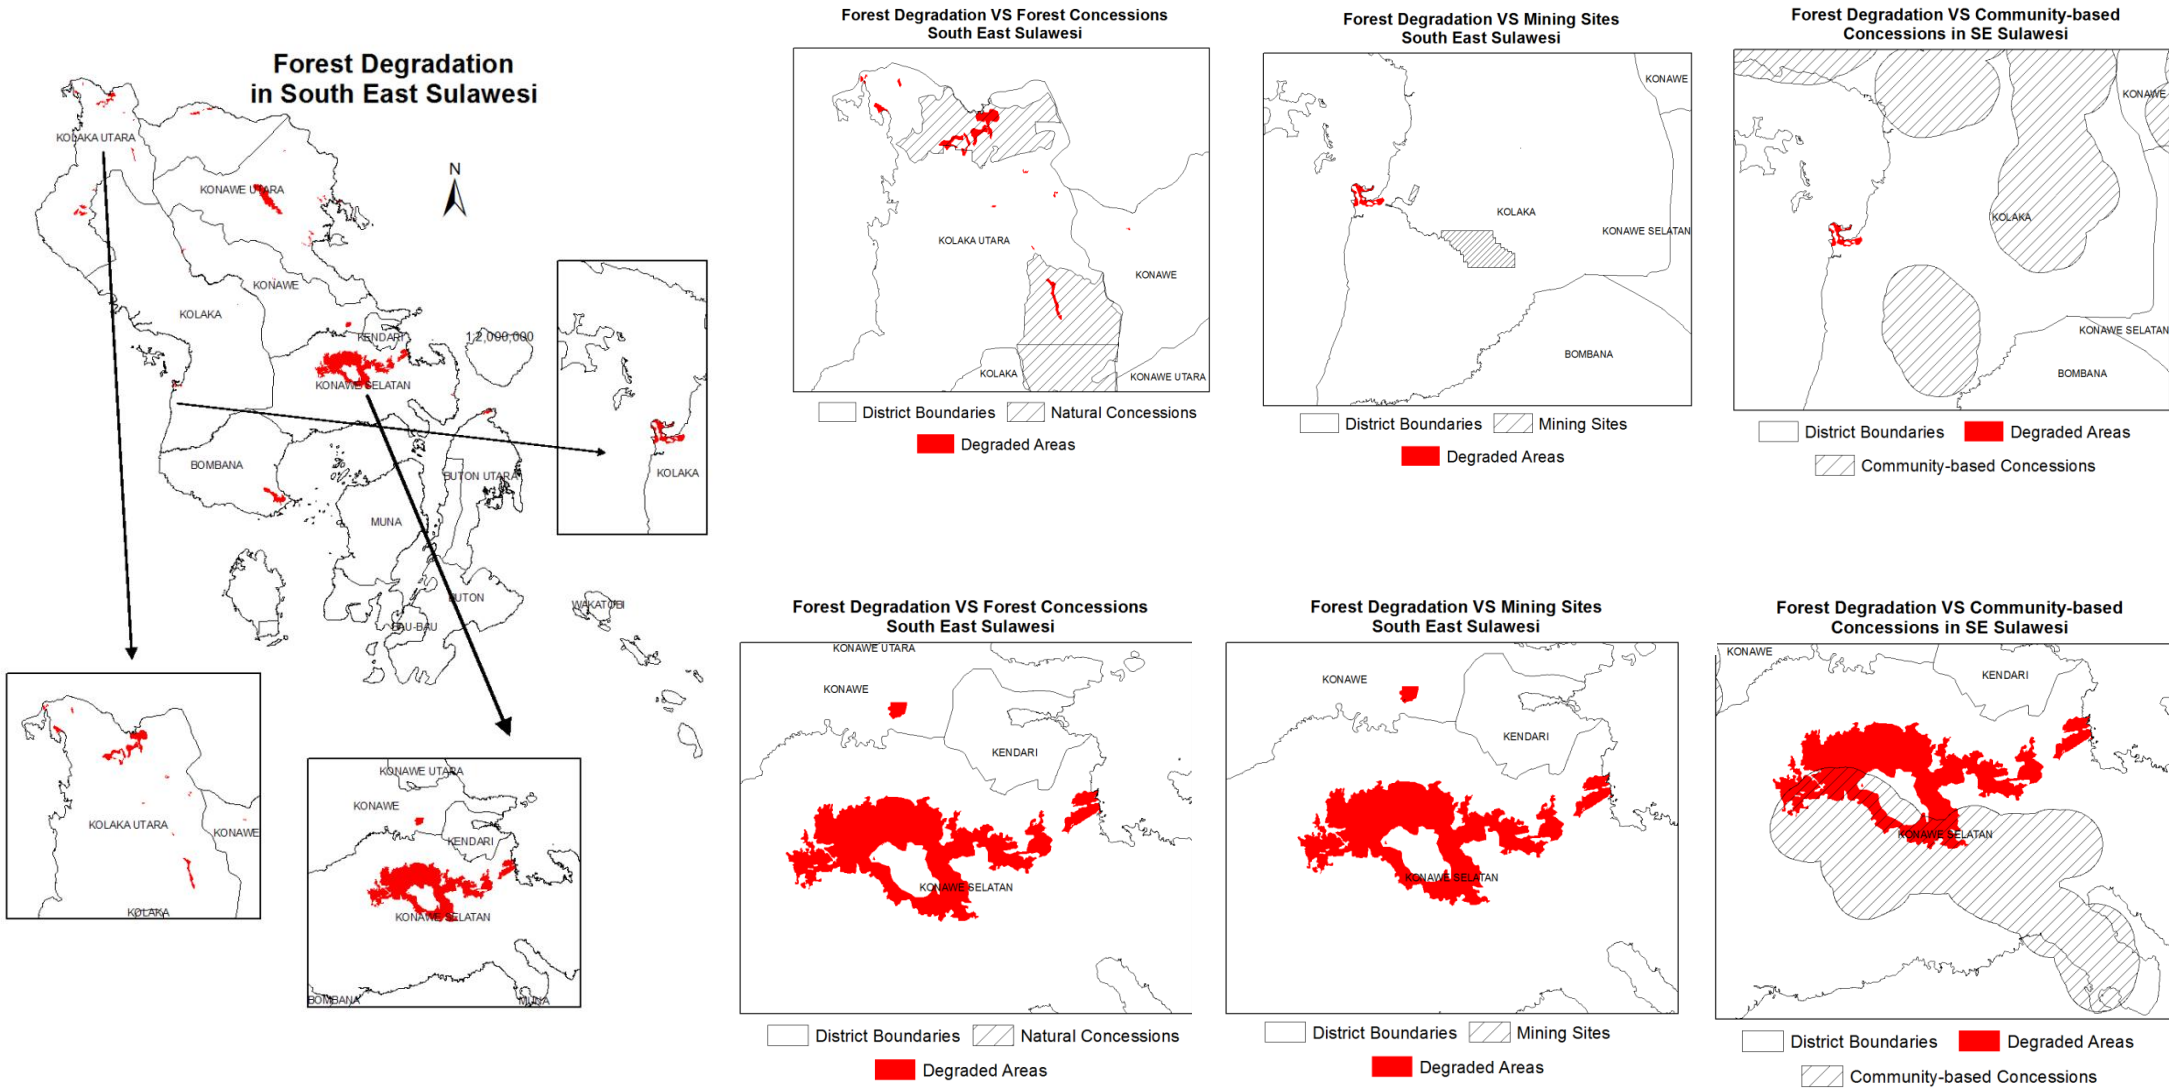 Forest Degradation
in South East Sulawesi
N
KOLAKA UTARA
KONAWE UTARA
KONAWE
KOLAKA
KENDARI
1:2,000,000
KONAWE SELATAN
BOMBANA
BUTON UTARA
MUNA
BUTON
BAU-BAU
WAKATOBI
KOLAKA
KOLAKA UTARA
KONAWE
KOLAKA
KONAWE UTARA
KONAWE
KENDARI
KONAWE SELATAN
BOMBANA
MUNA
Forest Degradation VS Forest Concessions
South East Sulawesi
KOLAKA UTARA
KONAWE
KOLAKA
KONAWE UTARA
District Boundaries
Natural Concessions
Degraded Areas
Forest Degradation VS Mining Sites
South East Sulawesi
KONAWE
KOLAKA
KONAWE SELATAN
BOMBANA
District Boundaries
Mining Sites
Degraded Areas
Forest Degradation VS Community-based
Concessions in SE Sulawesi
KONAWE
KOLAKA
KONAWE SELATAN
BOMBANA
District Boundaries
Degraded Areas
Community-based Concessions
Forest Degradation VS Forest Concessions
South East Sulawesi
KONAWE UTARA
KONAWE
KENDARI
KONAWE SELATAN
District Boundaries
Natural Concessions
Degraded Areas
Forest Degradation VS Mining Sites
South East Sulawesi
KONAWE
KENDARI
KONAWE SELATAN
District Boundaries
Mining Sites
Degraded Areas
Forest Degradation VS Community-based
Concessions in SE Sulawesi
KONAWE
KENDARI
KONAWE SELATAN
District Boundaries
Degraded Areas
Community-based Concessions